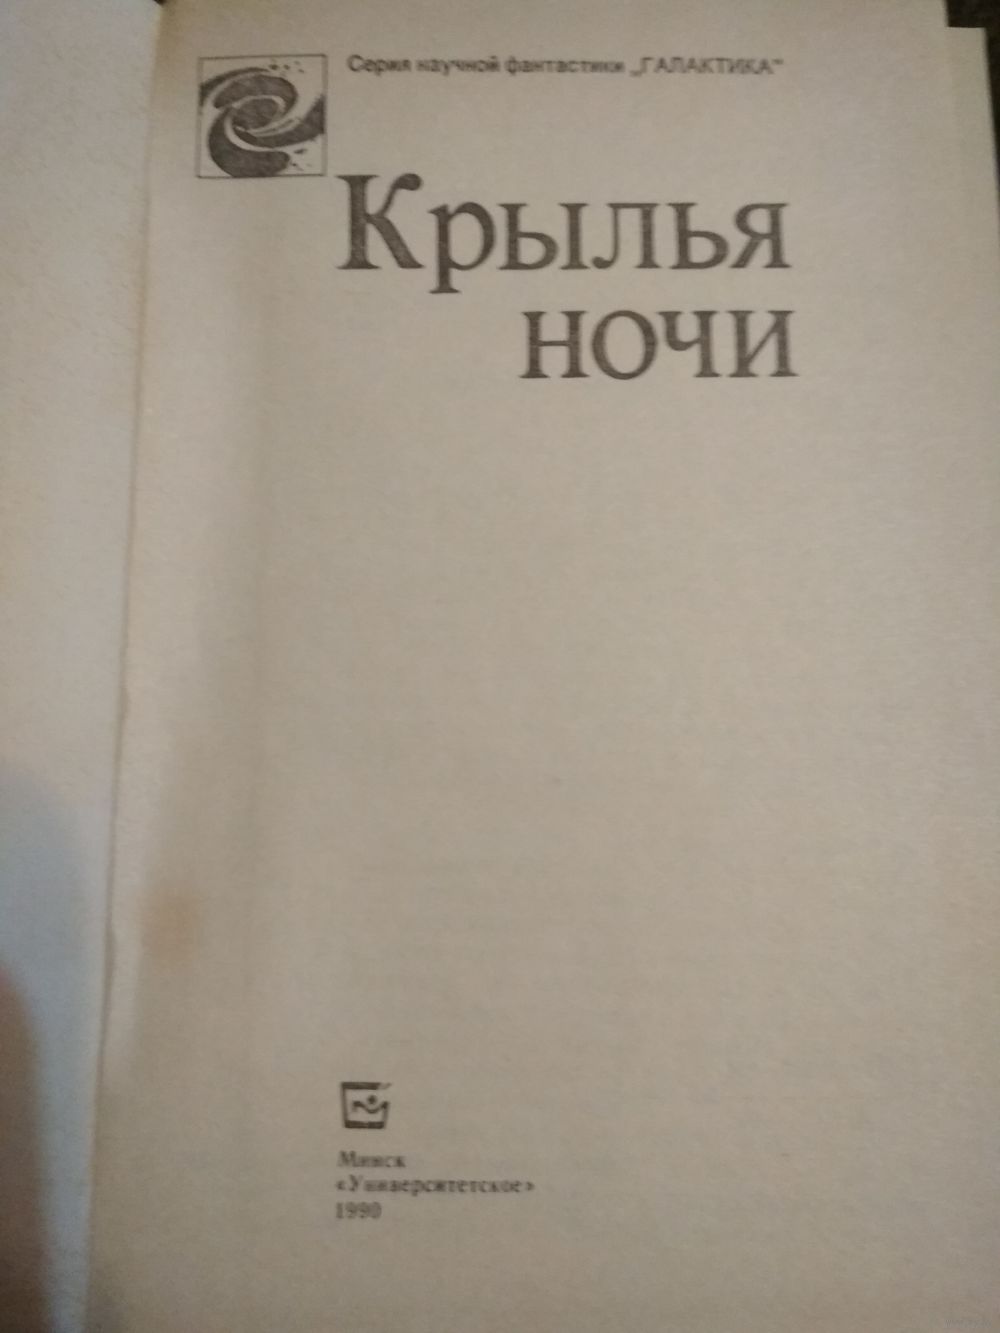 Серия научной фантастики „ГАЛАКТИКА“
Крылья
ночи
Минск
«Университетское»
1990